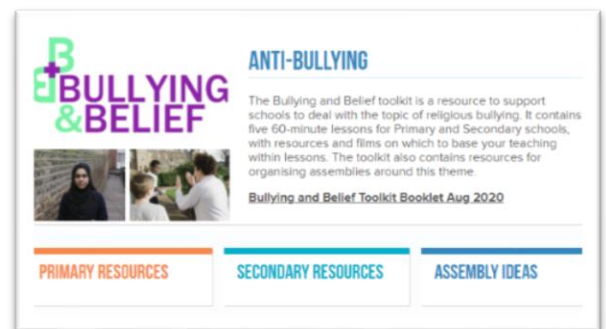 B
B+
BULLYING
&BELIEF
ANTI-BULLYING
The Bullying and Belief toolkit is a resource to support
schools to deal with the topic of religious bullying. It contains
five 60-minute lessons for Primary and Secondary schools,
with resources and films on which to base your teaching
within lessons. The toolkit also contains resources for
organising assemblies around this theme.
Bullying and Belief Toolkit Booklet Aug 2020
PRIMARY RESOURCES
SECONDARY RESOURCES
ASSEMBLY IDEAS